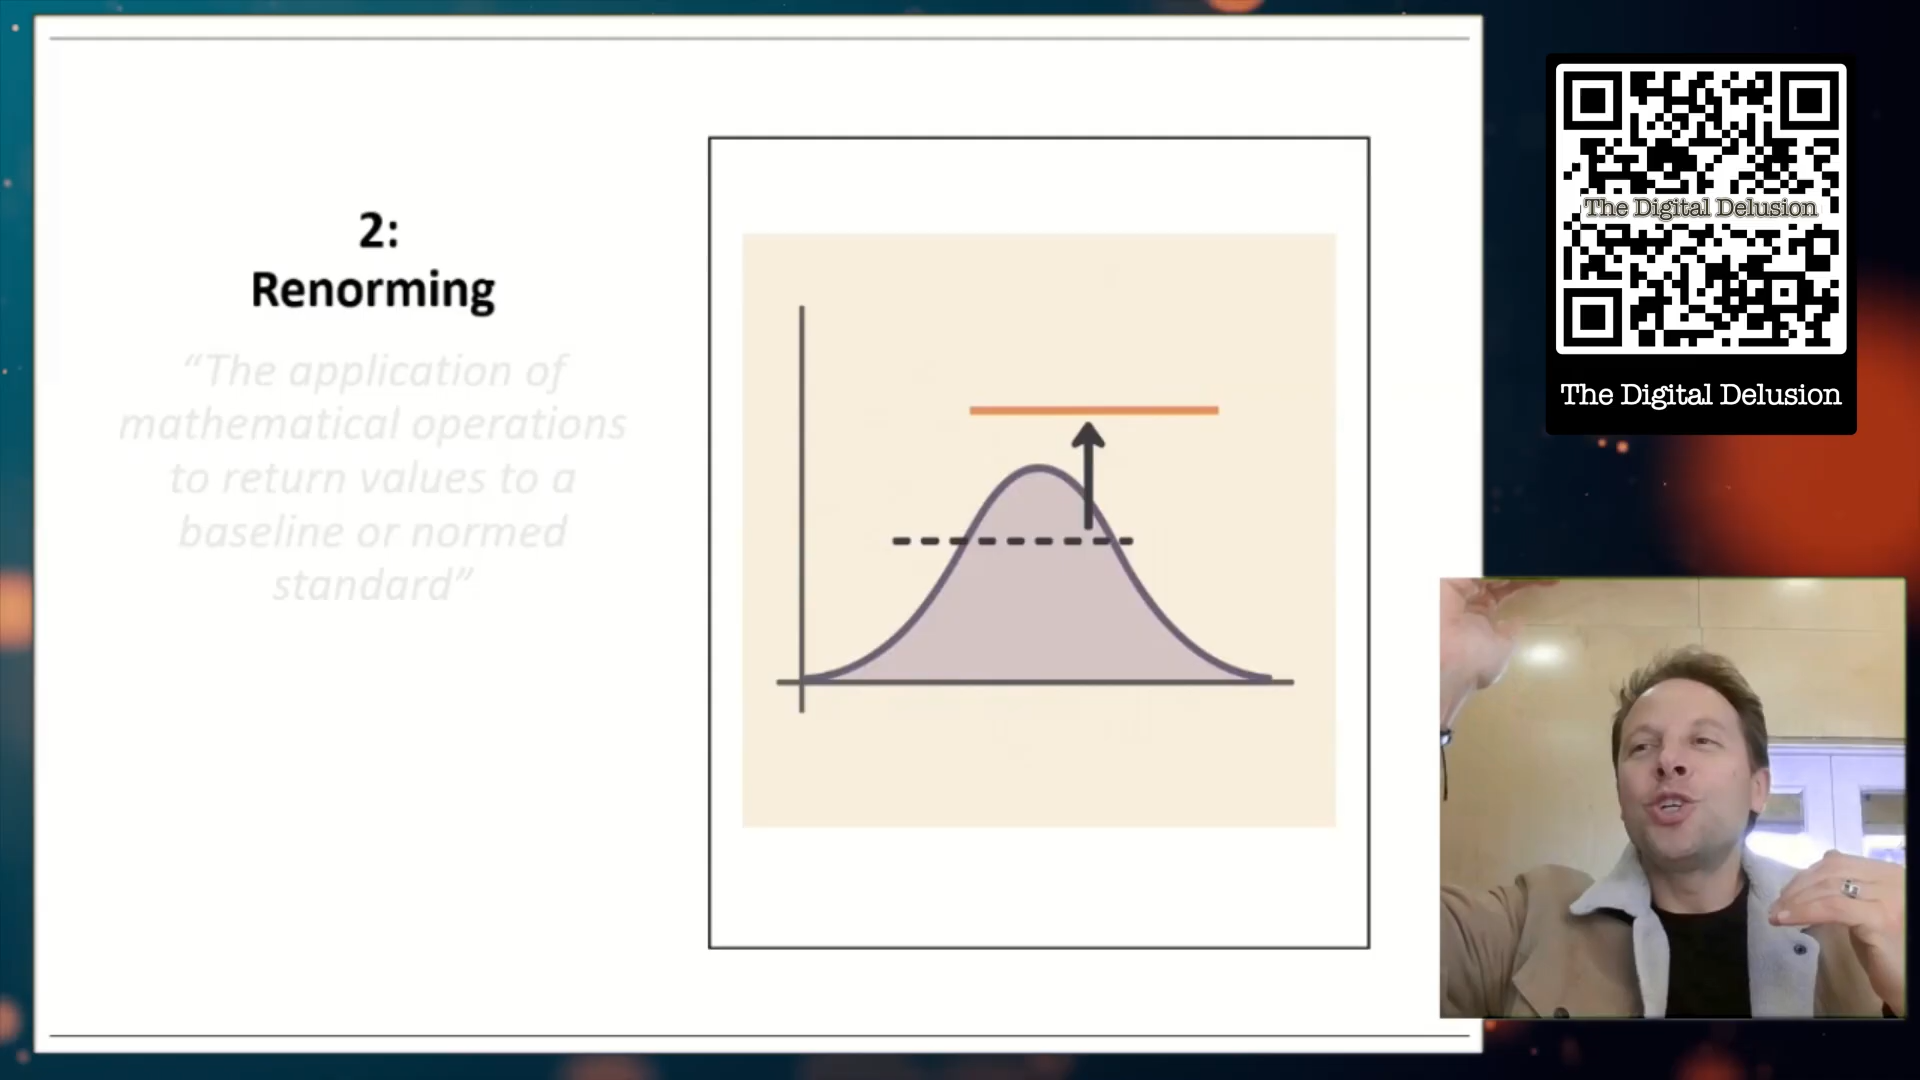 2:
Renorming
“The application of
mathematical operations
to return values to a
baseline or normed
standard”
The Digital Delusion
The Digital Delusion